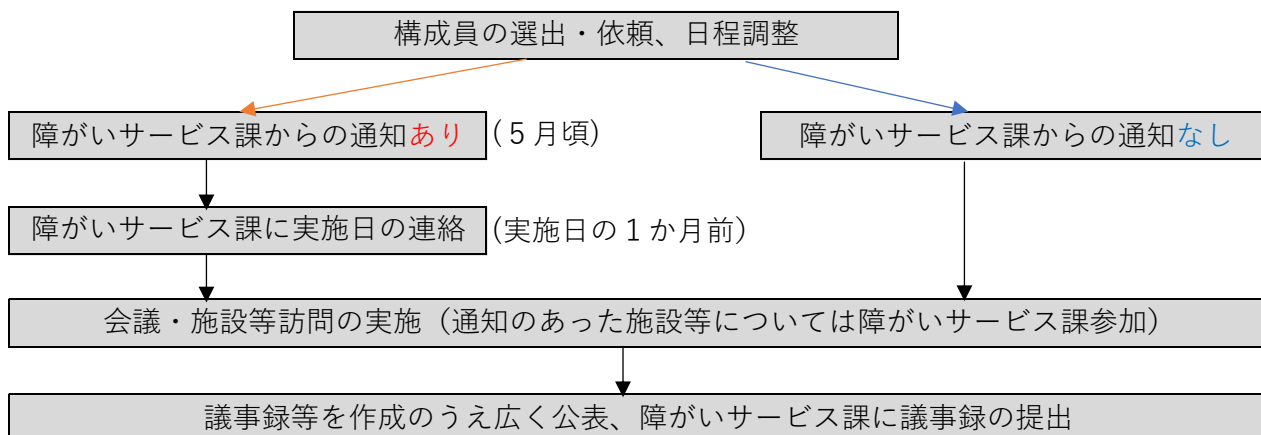 構成員の選出・依頼、日程調整
障がいサービス課からの通知あり (5月頃)
障がいサービス課からの通知なし
障がいサービス課に実施日の連絡 (実施日の1か月前)
会議・施設等訪問の実施（通知のあった施設等については障がいサービス課参加）
議事録等を作成のうえ広く公表、障がいサービス課に議事録の提出